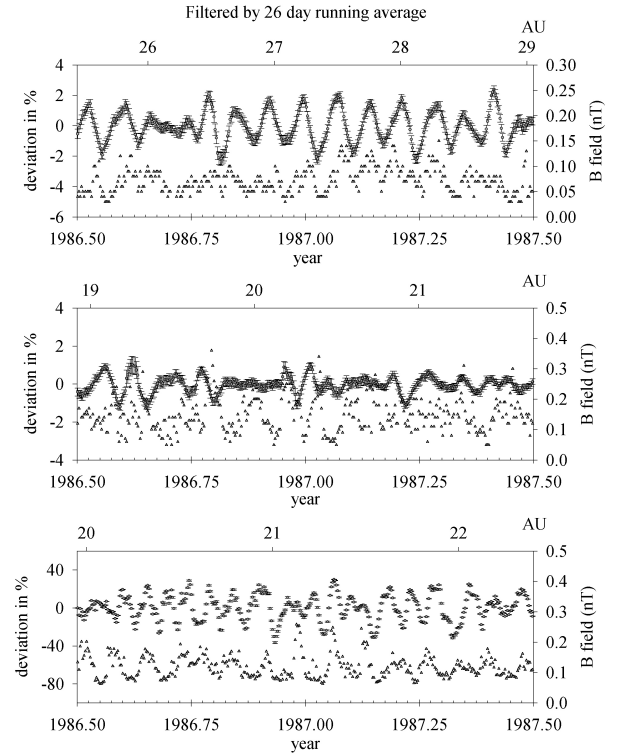 Filtered by 26 day running average
AU
26 27 28 29
4 0.30
2 0.25
0 0.20
0.15
-2 0.10
-4 0.05
-6 0.00
deviation in %
B field (nT)
1986.50 1986.75 1987.00 1987.25 1987.50
year
AU
19 20 21
4 0.5
2 0.4
0.3
0 0.2
-2 0.1
-4 0.0
deviation in %
B field (nT)
1986.50 1986.75 1987.00 1987.25 1987.50
year
AU
20 21 22
0.5
40 0.4
0 0.3
-40 0.2
-80 0.1
0.0
deviation in %
B field (nT)
1986.50 1986.75 1987.00 1987.25 1987.50
year